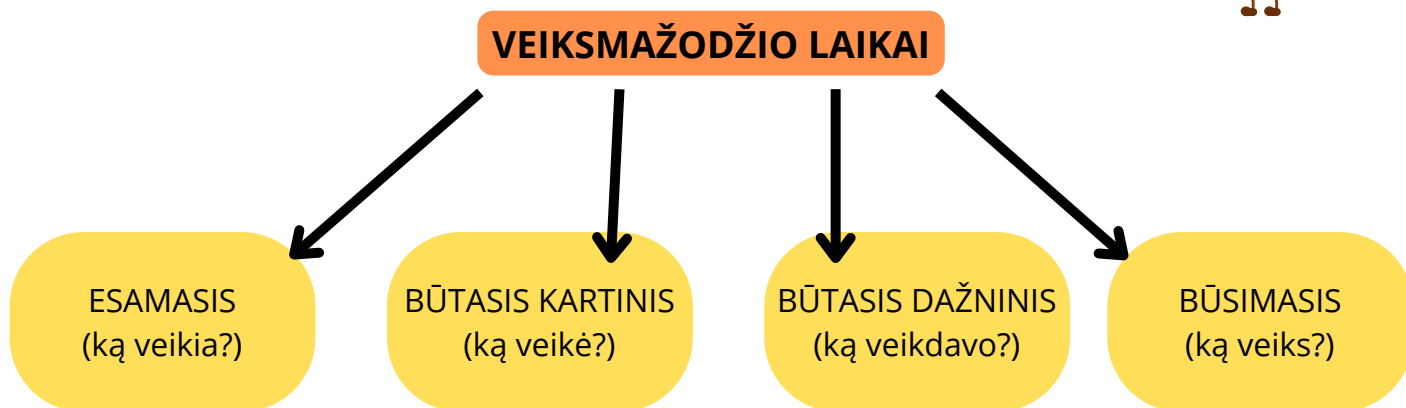 VEIKSMAŽODŽIO LAIKAI
ESAMASIS
(ką veikia?)
BŪTASIS KARTINIS
(ką veikė?)
BŪTASIS DAŽNINIS
(ką veikdavo?)
BŪSIMASIS
(ką veiks?)